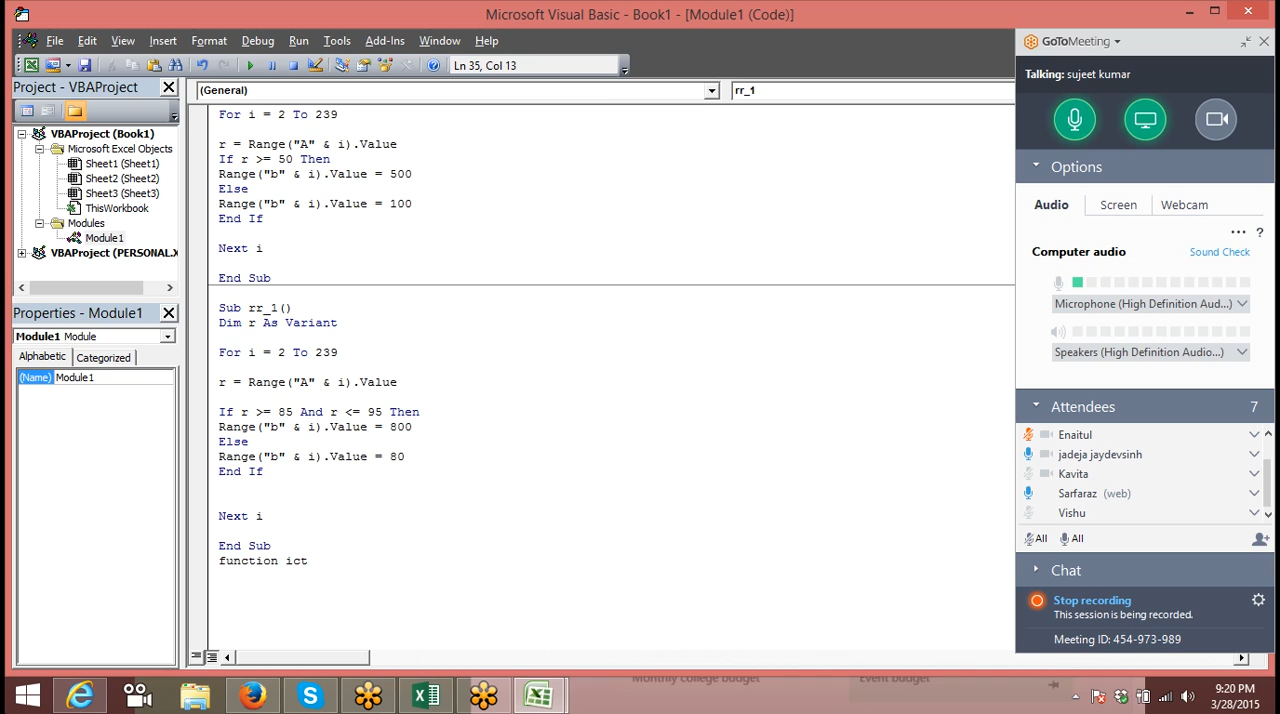 Microsoft Visual Basic - Book1 - [Module1 (Code)]
File Edit View Insert Format Debug Run Tools Add-Ins Window Help
Ln 35, Col 13
Project - VBAProject
VBAProject (Book1)
Microsoft Excel Objects
Sheet1 (Sheet1)
Sheet2 (Sheet2)
Sheet3 (Sheet3)
ThisWorkbook
Modules
Module1
VBAProject (PERSONAL.X
Properties - Module1
Module1 Module
Alphabetic Categorized
(Name) Module1
(General) rr_1
For i = 2 To 239
r = Range("A" & i).Value
If r >= 50 Then
Range("b" & i).Value = 500
Else
Range("b" & i).Value = 100
End If
Next i
End Sub
Sub rr_1()
Dim r As Variant
For i = 2 To 239
r = Range("A" & i).Value
If r >= 85 And r <= 95 Then
Range("b" & i).Value = 800
Else
Range("b" & i).Value = 80
End If
Next i
End Sub
function ict
GoToMeeting
Talking: sujeet kumar
Options
Audio Screen Webcam
... ?
Computer audio Sound Check
Microphone (High Definition Aud...)
Speakers (High Definition Audio...)
Attendees 7
Enaitul
jadeja jaydevsinh
Kavita
Sarfaraz (web)
Vishu
All All
Chat
Stop recording
This session is being recorded.
Meeting ID: 454-973-989
Monthly college budget Event budget
9:20 PM
3/28/2015